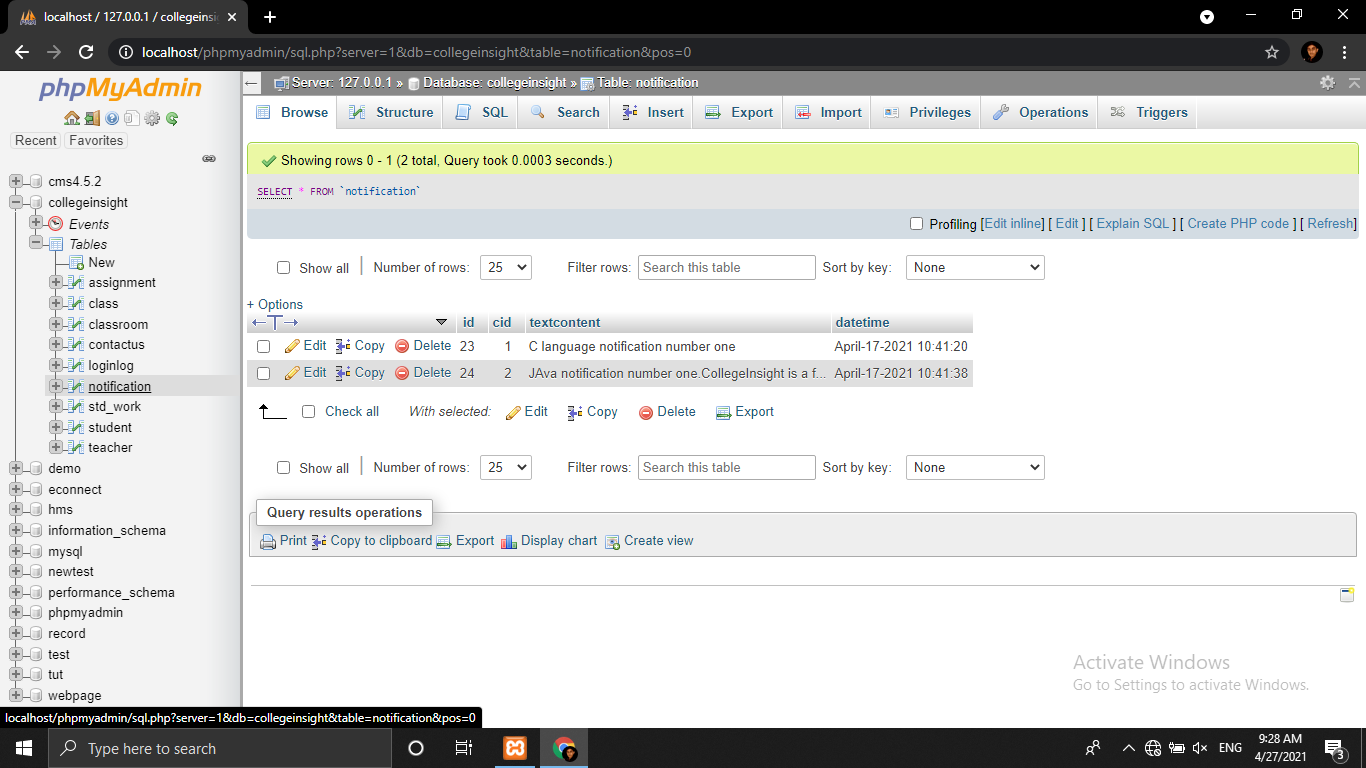 localhost / 127.0.0.1 / collegeinsi
localhost/phpmyadmin/sql.php?server=1&db=collegeinsight&table=notification&pos=0
phpMyAdmin
Recent Favorites
cms4.5.2
collegeinsight
Events
Tables
New
assignment
class
classroom
contactus
loginlog
notification
std_work
student
teacher
demo
econnect
hms
information_schema
mysql
newtest
performance_schema
phpmyadmin
record
test
tut
webpage
Server: 127.0.0.1 » Database: collegeinsight » Table: notification
Browse Structure SQL Search Insert Export Import Privileges Operations Triggers
Showing rows 0 - 1 (2 total, Query took 0.0003 seconds.)
SELECT * FROM `notification`
Profiling [Edit inline] [ Edit ] [ Explain SQL ] [ Create PHP code ] [ Refresh]
Show all Number of rows: 25 Filter rows: Search this table Sort by key: None
+ Options
id cid textcontent datetime
Edit Copy Delete 23 1 C language notification number one April-17-2021 10:41:20
Edit Copy Delete 24 2 JAva notification number one.CollegeInsight is a f... April-17-2021 10:41:38
Check all With selected: Edit Copy Delete Export
Show all Number of rows: 25 Filter rows: Search this table Sort by key: None
Query results operations
Print Copy to clipboard Export Display chart Create view
Activate Windows
Go to Settings to activate Windows.
localhost/phpmyadmin/sql.php?server=1&db=collegeinsight&table=notification&pos=0
Type here to search
ENG
9:28 AM
4/27/2021
3